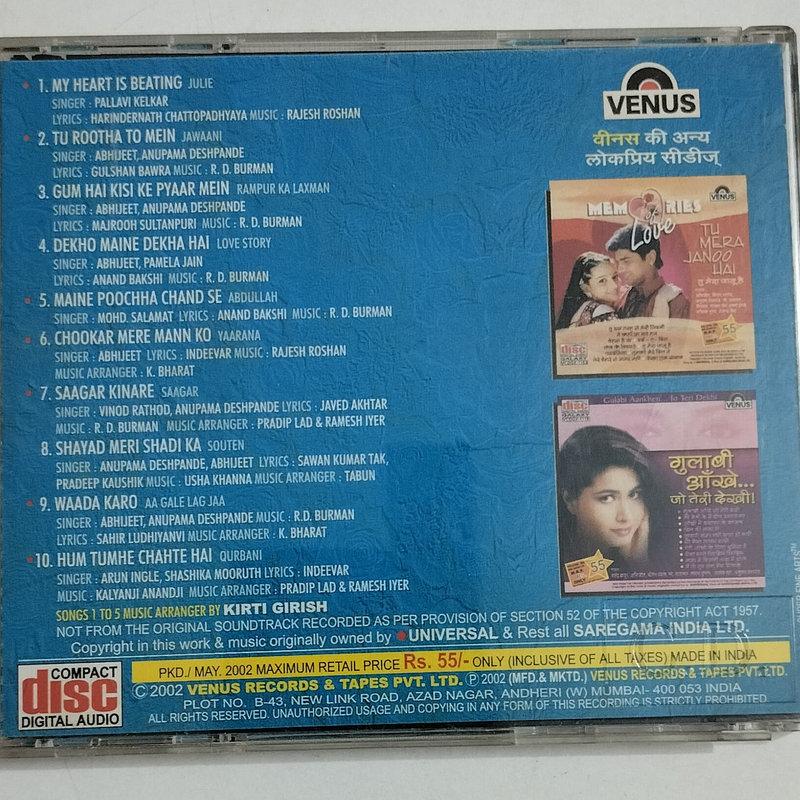 1. MY HEART IS BEATING JULIE
SINGER : PALLAVI KELKAR
LYRICS : HARINDERNATH CHATTOPADHYAYA MUSIC : RAJESH ROSHAN
2. TU ROOTHA TO MEIN JAWAANI
SINGER : ABHIJEET, ANUPAMA DESHPANDE
LYRICS : GULSHAN BAWRA MUSIC : R. D. BURMAN
3. GUM HAI KISI KE PYAAR MEIN RAMPUR KA LAXMAN
SINGER : ABHIJEET, ANUPAMA DESHPANDE
LYRICS : MAJROOH SULTANPURI MUSIC : R. D. BURMAN
4. DEKHO MAINE DEKHA HAI LOVE STORY
SINGER : ABHIJEET, PAMELA JAIN
LYRICS : ANAND BAKSHI MUSIC : R. D. BURMAN
5. MAINE POOCHHA CHAND SE ABDULLAH
SINGER : MOHD. SALAMAT LYRICS : ANAND BAKSHI MUSIC : R. D. BURMAN
6. CHOOKAR MERE MANN KO YAARANA
SINGER : ABHIJEET LYRICS : INDEEVAR MUSIC : RAJESH ROSHAN
MUSIC ARRANGER : K. BHARAT
7. SAAGAR KINARE SAAGAR
SINGER : VINOD RATHOD, ANUPAMA DESHPANDE LYRICS : JAVED AKHTAR
MUSIC : R. D. BURMAN MUSIC ARRANGER : PRADIP LAD & RAMESH IYER
8. SHAYAD MERI SHADI KA SOUTEN
SINGER : ANUPAMA DESHPANDE, ABHIJEET LYRICS : SAWAN KUMAR TAK,
PRADEEP KAUSHIK MUSIC : USHA KHANNA MUSIC ARRANGER : TABUN
9. WAADA KARO AA GALE LAG JAA
SINGER : ABHIJEET, ANUPAMA DESHPANDE MUSIC : R.D. BURMAN
LYRICS : SAHIR LUDHIYANVI MUSIC ARRANGER : K. BHARAT
10. HUM TUMHE CHAHTE HAI QURBANI
SINGER : ARUN INGLE, SHASHIKA MOORUTH LYRICS : INDEEVAR
MUSIC : KALYANJI ANANDJI MUSIC ARRANGER : PRADIP LAD & RAMESH IYER
SONGS 1 TO 5 MUSIC ARRANGER BY KIRTI GIRISH
VENUS
वीनस की अन्य
लोकप्रिय सीडीज्
VENUS
MEMORIES
of
Love
TU
MERA
JANOO
HAI
तु मेरा जानू है
55
disc
Gulabi Aankhen... Jo Teri Dekhi
disc
VENUS
गुलाबी
आँखे...
जो तेरी देखी!
55
NOT FROM THE ORIGINAL SOUNDTRACK RECORDED AS PER PROVISION OF SECTION 52 OF THE COPYRIGHT ACT 1957.
Copyright in this work & music originally owned by •UNIVERSAL & Rest all SAREGAMA INDIA LTD.
COMPACT
disc
DIGITAL AUDIO
PKD./ MAY. 2002 MAXIMUM RETAIL PRICE Rs. 55/- ONLY (INCLUSIVE OF ALL TAXES) MADE IN INDIA
© 2002 VENUS RECORDS & TAPES PVT. LTD. ℗ 2002 (MFD.& MKTD.) VENUS RECORDS & TAPES PVT.LTD.
PLOT NO. B-43, NEW LINK ROAD, AZAD NAGAR, ANDHERI (W) MUMBAI- 400 053 INDIA
ALL RIGHTS RESERVED. UNAUTHORIZED USAGE AND COPYING IN ANY FORM OF THIS RECORDING IS STRICTLY PROHIBITED.